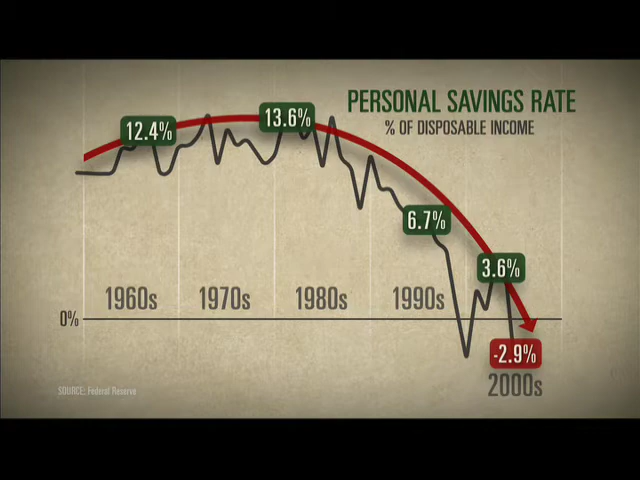 PERSONAL SAVINGS RATE
% OF DISPOSABLE INCOME
12.4%
13.6%
6.7%
3.6%
1960s
1970s
1980s
1990s
0%
-2.9%
2000s
SOURCE: Federal Reserve